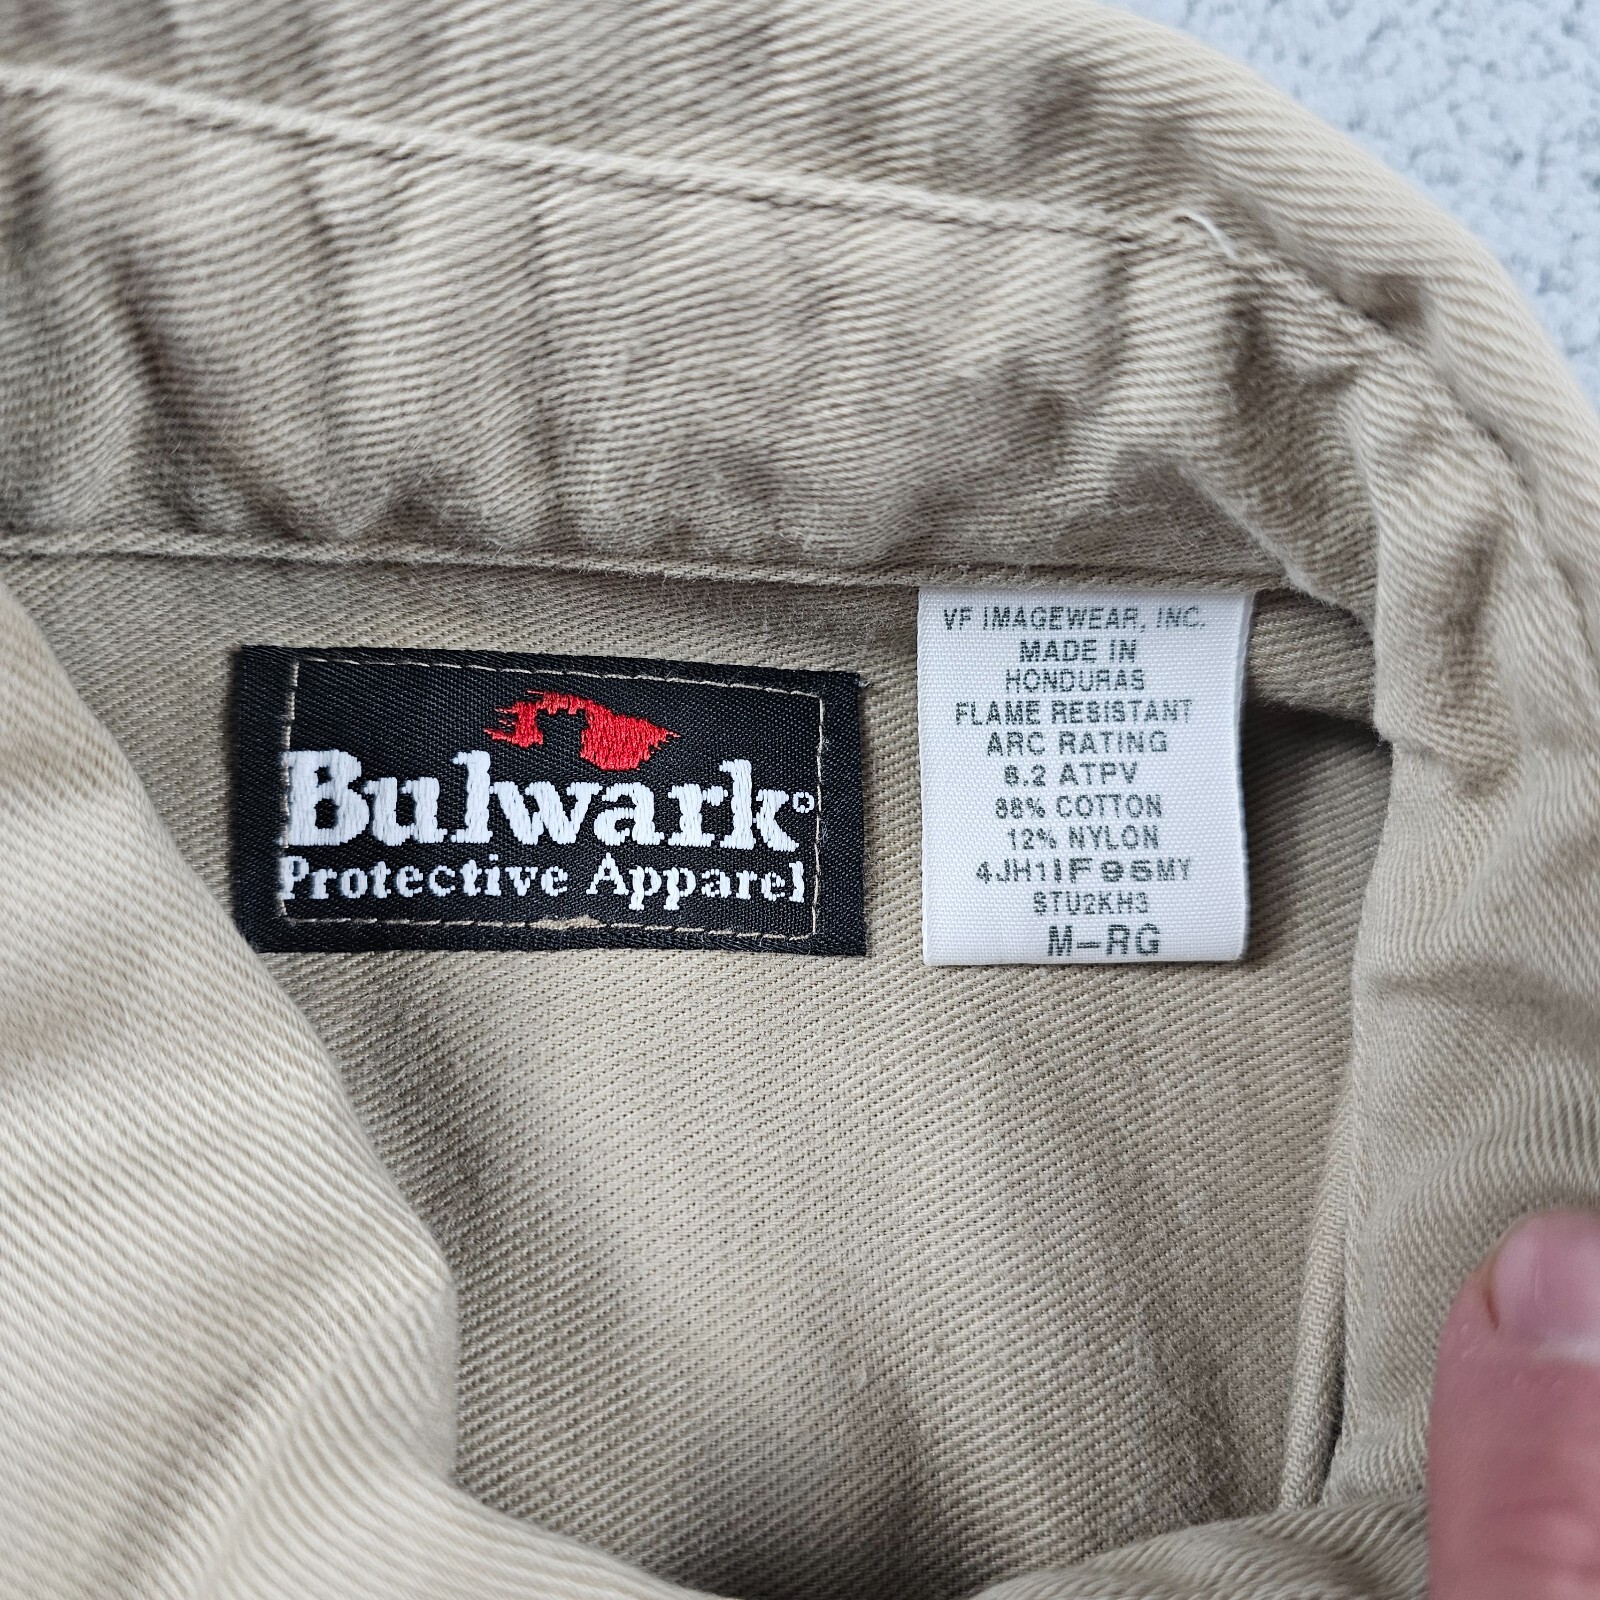 Bulwark
Protective Apparel
VF IMAGEWEAR, INC.
MADE IN
HONDURAS
FLAME RESISTANT
ARC RATING
8.2 ATPV
88% COTTON
12% NYLON
4JH1IF95MY
STU2KH3
M-RG